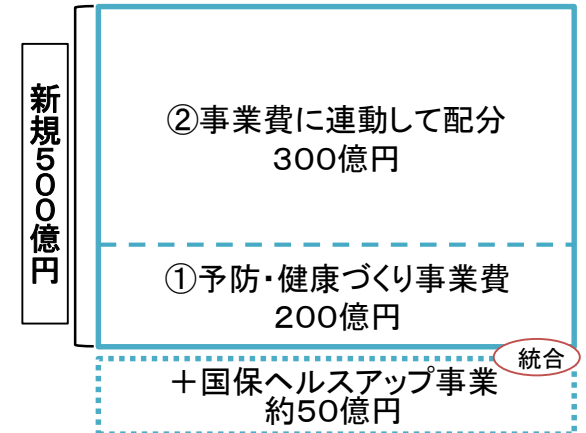 新規５００億円
②事業費に連動して配分
３００億円
①予防・健康づくり事業費
２００億円
統合
＋国保ヘルスアップ事業
約５０億円